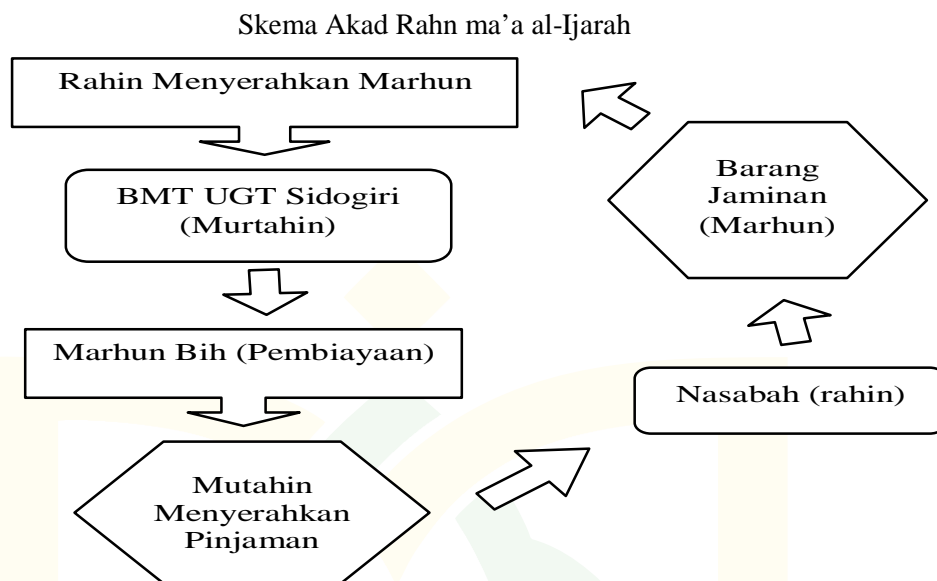 Skema Akad Rahn ma’a al-Ijarah
Rahin Menyerahkan Marhun
BMT UGT Sidogiri
(Murtahin)
Marhun Bih (Pembiayaan)
Mutahin
Menyerahkan
Pinjaman
Nasabah (rahin)
Barang
Jaminan
(Marhun)